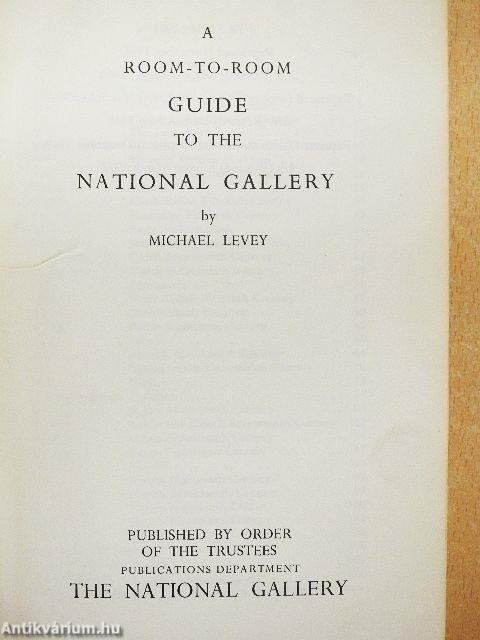 A
ROOM-TO-ROOM
GUIDE
TO THE
NATIONAL GALLERY
by
MICHAEL LEVEY
PUBLISHED BY ORDER
OF THE TRUSTEES
PUBLICATIONS DEPARTMENT
THE NATIONAL GALLERY
Antikvárium.hu